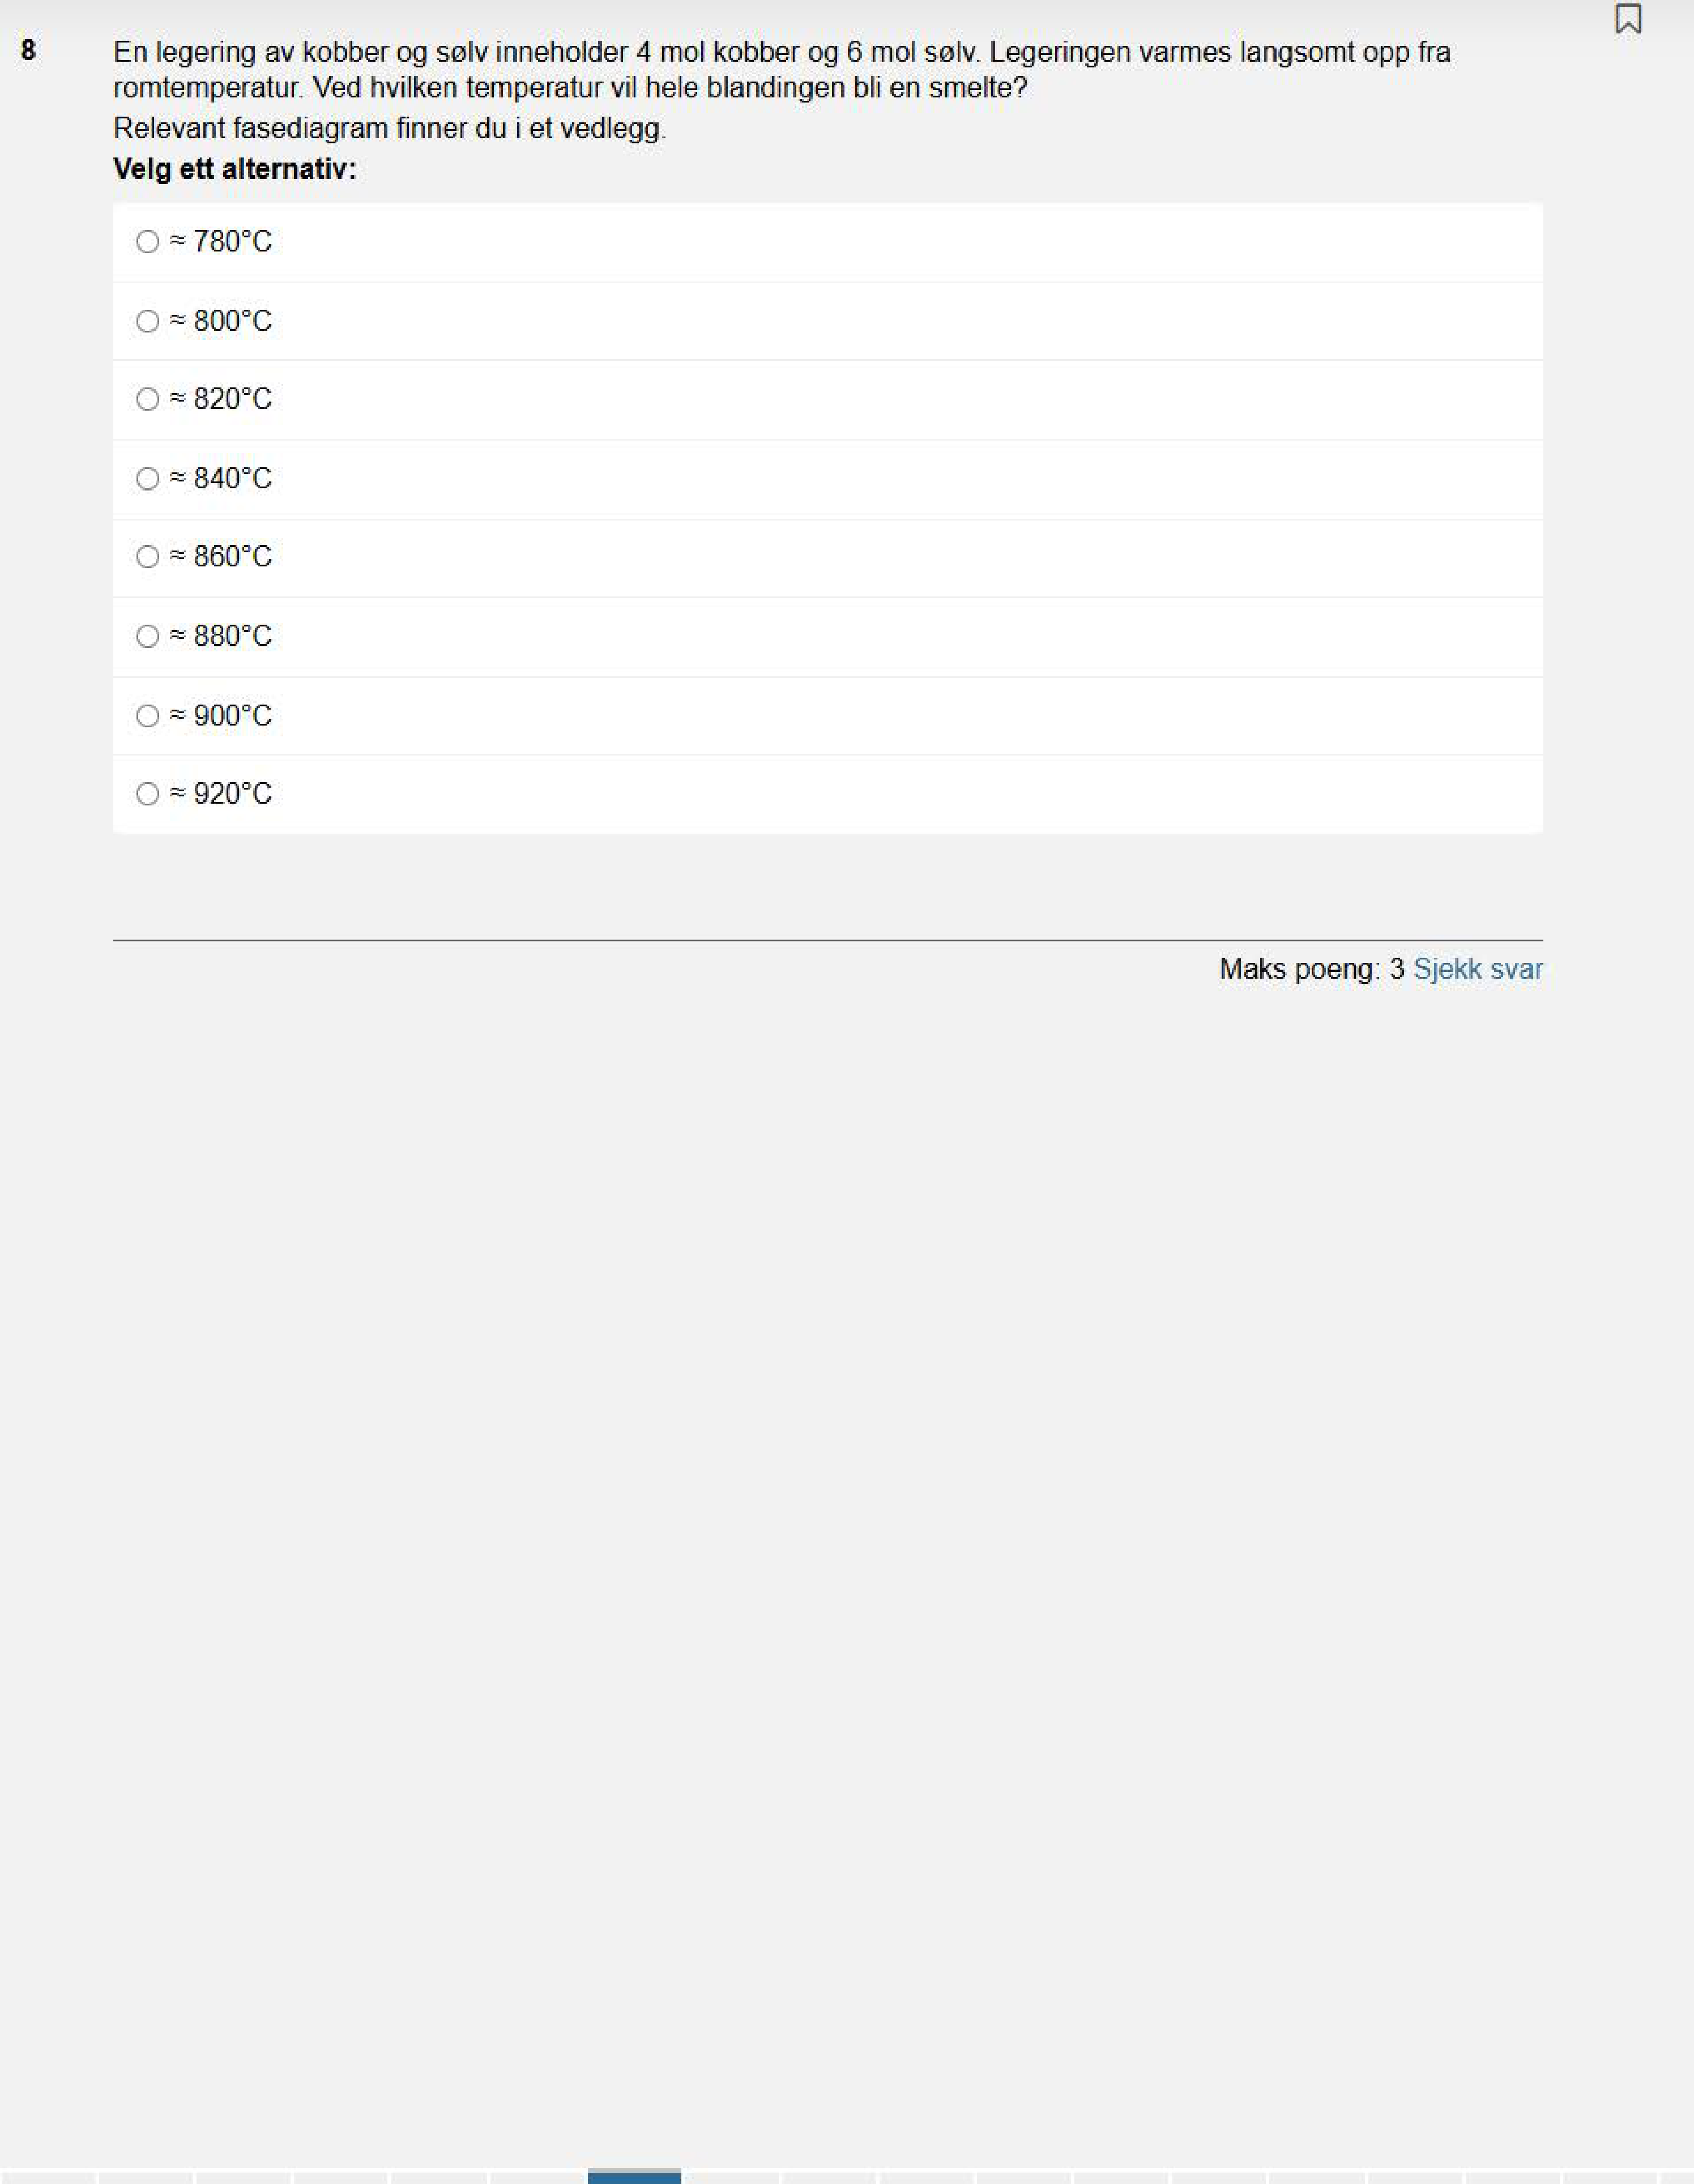 8
En legering av kobber og sølv inneholder 4 mol kobber og 6 mol sølv. Legeringen varmes langsomt opp fra
romtemperatur. Ved hvilken temperatur vil hele blandingen bli en smelte?
Relevant fasediagram finner du i et vedlegg.
Velg ett alternativ:
≈ 780°C
≈ 800°C
≈ 820°C
≈ 840°C
≈ 860°C
≈ 880°C
≈ 900°C
≈ 920°C
Maks poeng: 3 Sjekk svar